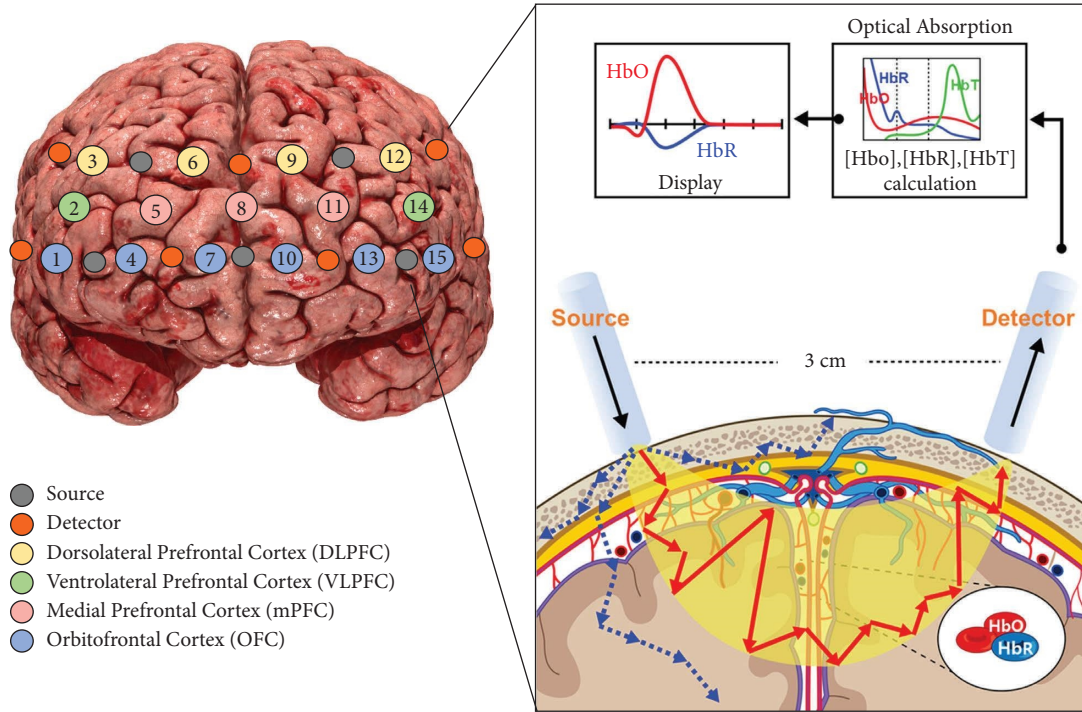 3
6
9
12
2
5
8
11
14
1
4
7
10
13
15
Source
Detector
Dorsolateral Prefrontal Cortex (DLPFC)
Ventrolateral Prefrontal Cortex (VLPFC)
Medial Prefrontal Cortex (mPFC)
Orbitofrontal Cortex (OFC)
Optical Absorption
HbO
HbR
Display
HbR
HbO
HbT
[Hbo],[HbR],[HbT]
calculation
Source
Detector
3 cm
HbO
HbR